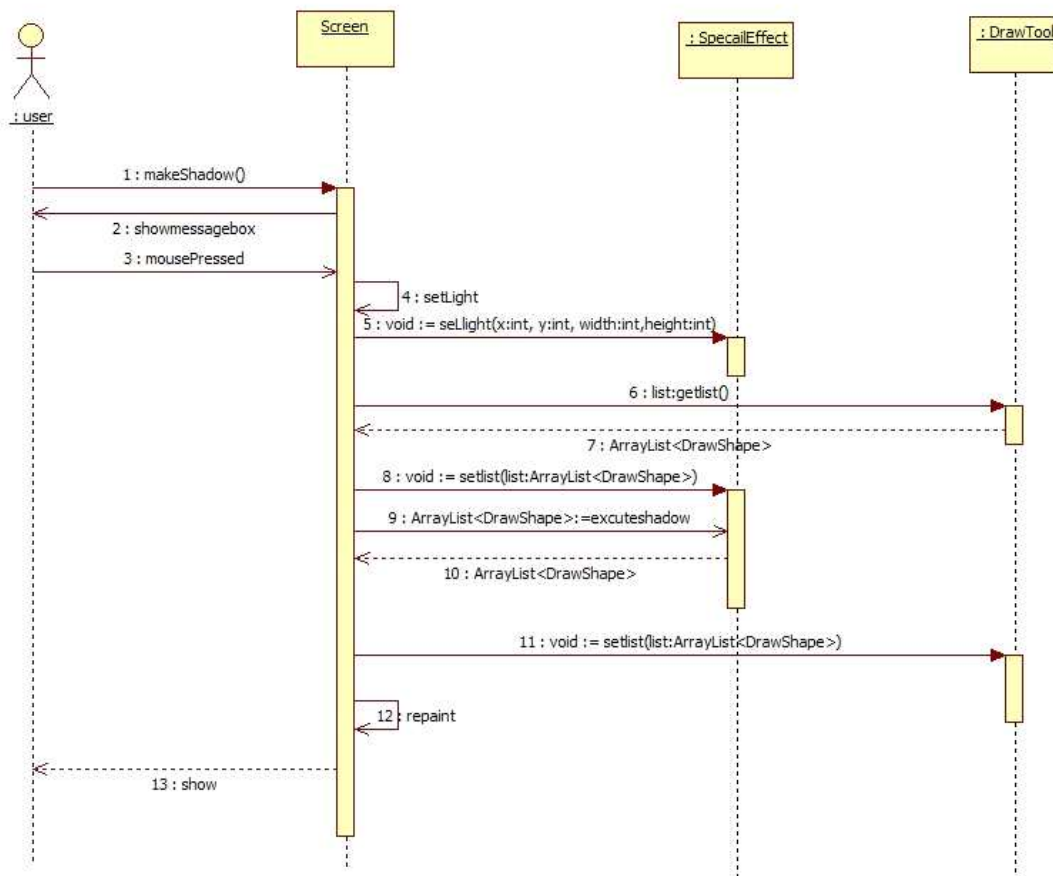 Screen
: SpecailEffect
: DrawTool
: user
1 : makeShadow()
2 : showmessagebox
3 : mousePressed
4 : setLight
5 : void := seLlight(x:int, y:int, width:int,height:int)
6 : list:getlist()
7 : ArrayList<DrawShape>
8 : void := setlist(list:ArrayList<DrawShape>)
9 : ArrayList<DrawShape>:=excuteshadow
10 : ArrayList<DrawShape>
11 : void := setlist(list:ArrayList<DrawShape>)
12 : repaint
13 : show